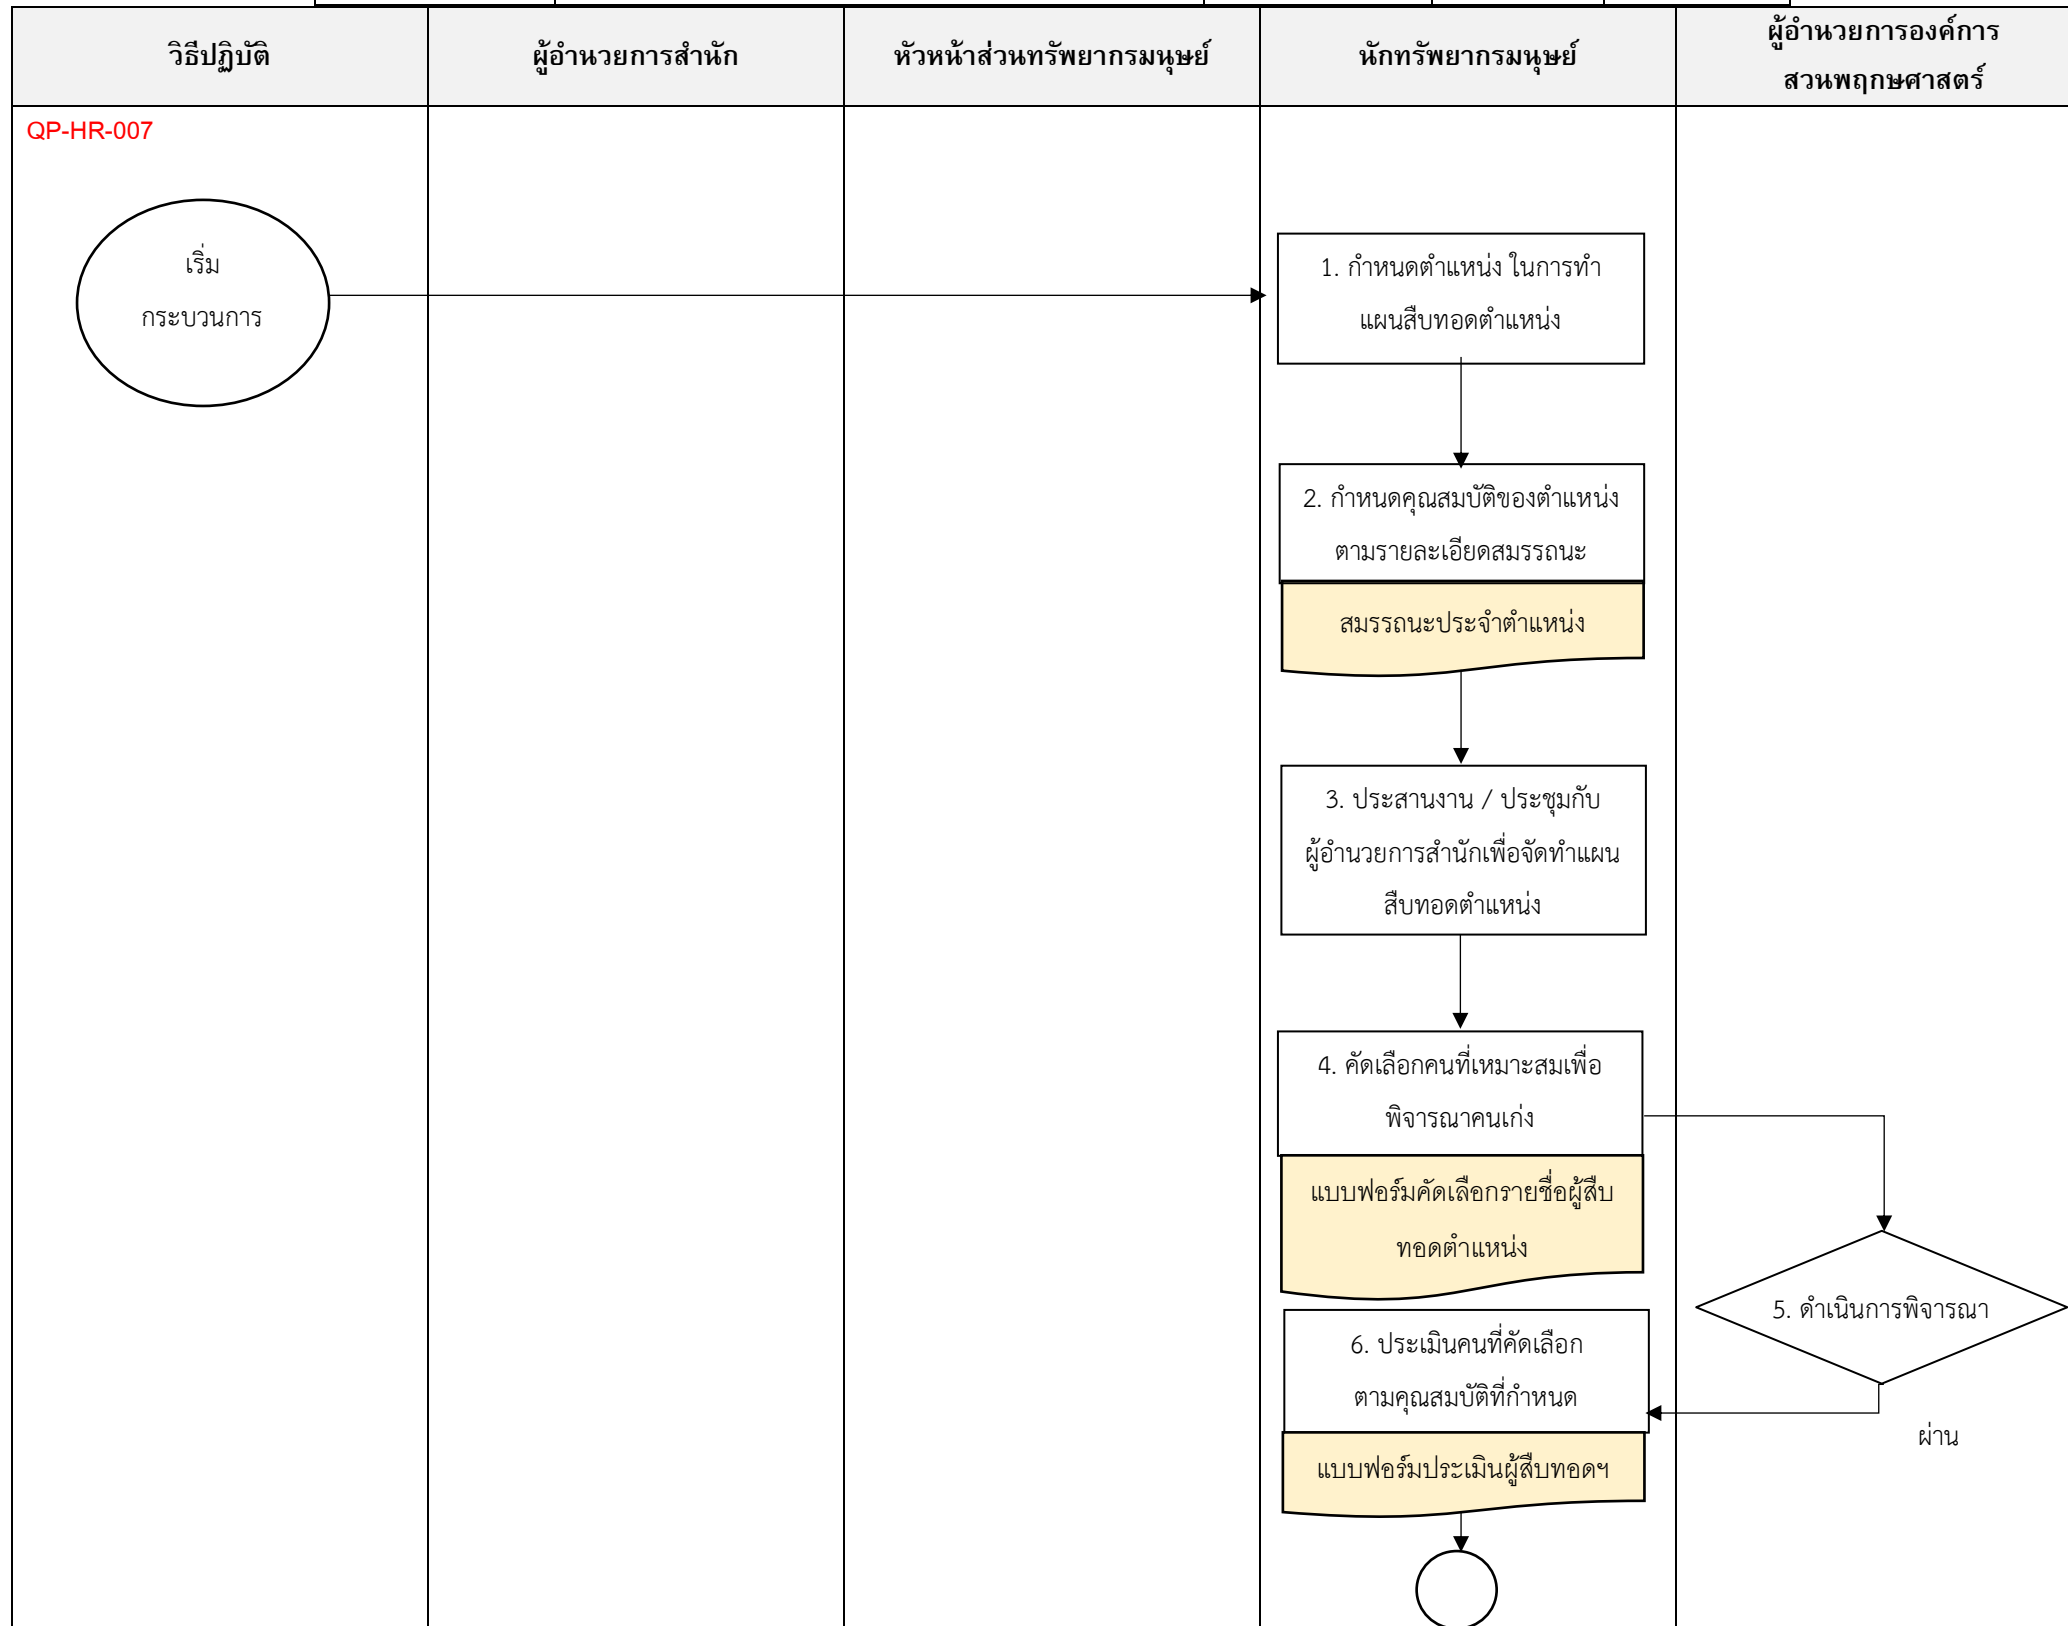 วิธีปฏิบัติ
ผู้อำนวยการสำนัก
หัวหน้าส่วนทรัพยากรมนุษย์
นักทรัพยากรมนุษย์
ผู้อำนวยการองค์การ
สวนพฤกษศาสตร์
QP-HR-007
เริ่ม
กระบวนการ
1. กำหนดตำแหน่ง ในการทำ
แผนสืบทอดตำแหน่ง
2. กำหนดคุณสมบัติของตำแหน่ง
ตามรายละเอียดสมรรถนะ
สมรรถนะประจำตำแหน่ง
3. ประสานงาน / ประชุมกับ
ผู้อำนวยการสำนักเพื่อจัดทำแผน
สืบทอดตำแหน่ง
4. คัดเลือกคนที่เหมาะสมเพื่อ
พิจารณาคนเก่ง
แบบฟอร์มคัดเลือกรายชื่อผู้สืบ
ทอดตำแหน่ง
5. ดำเนินการพิจารณา
6. ประเมินคนที่คัดเลือก
ตามคุณสมบัติที่กำหนด
ผ่าน
แบบฟอร์มประเมินผู้สืบทอดฯ